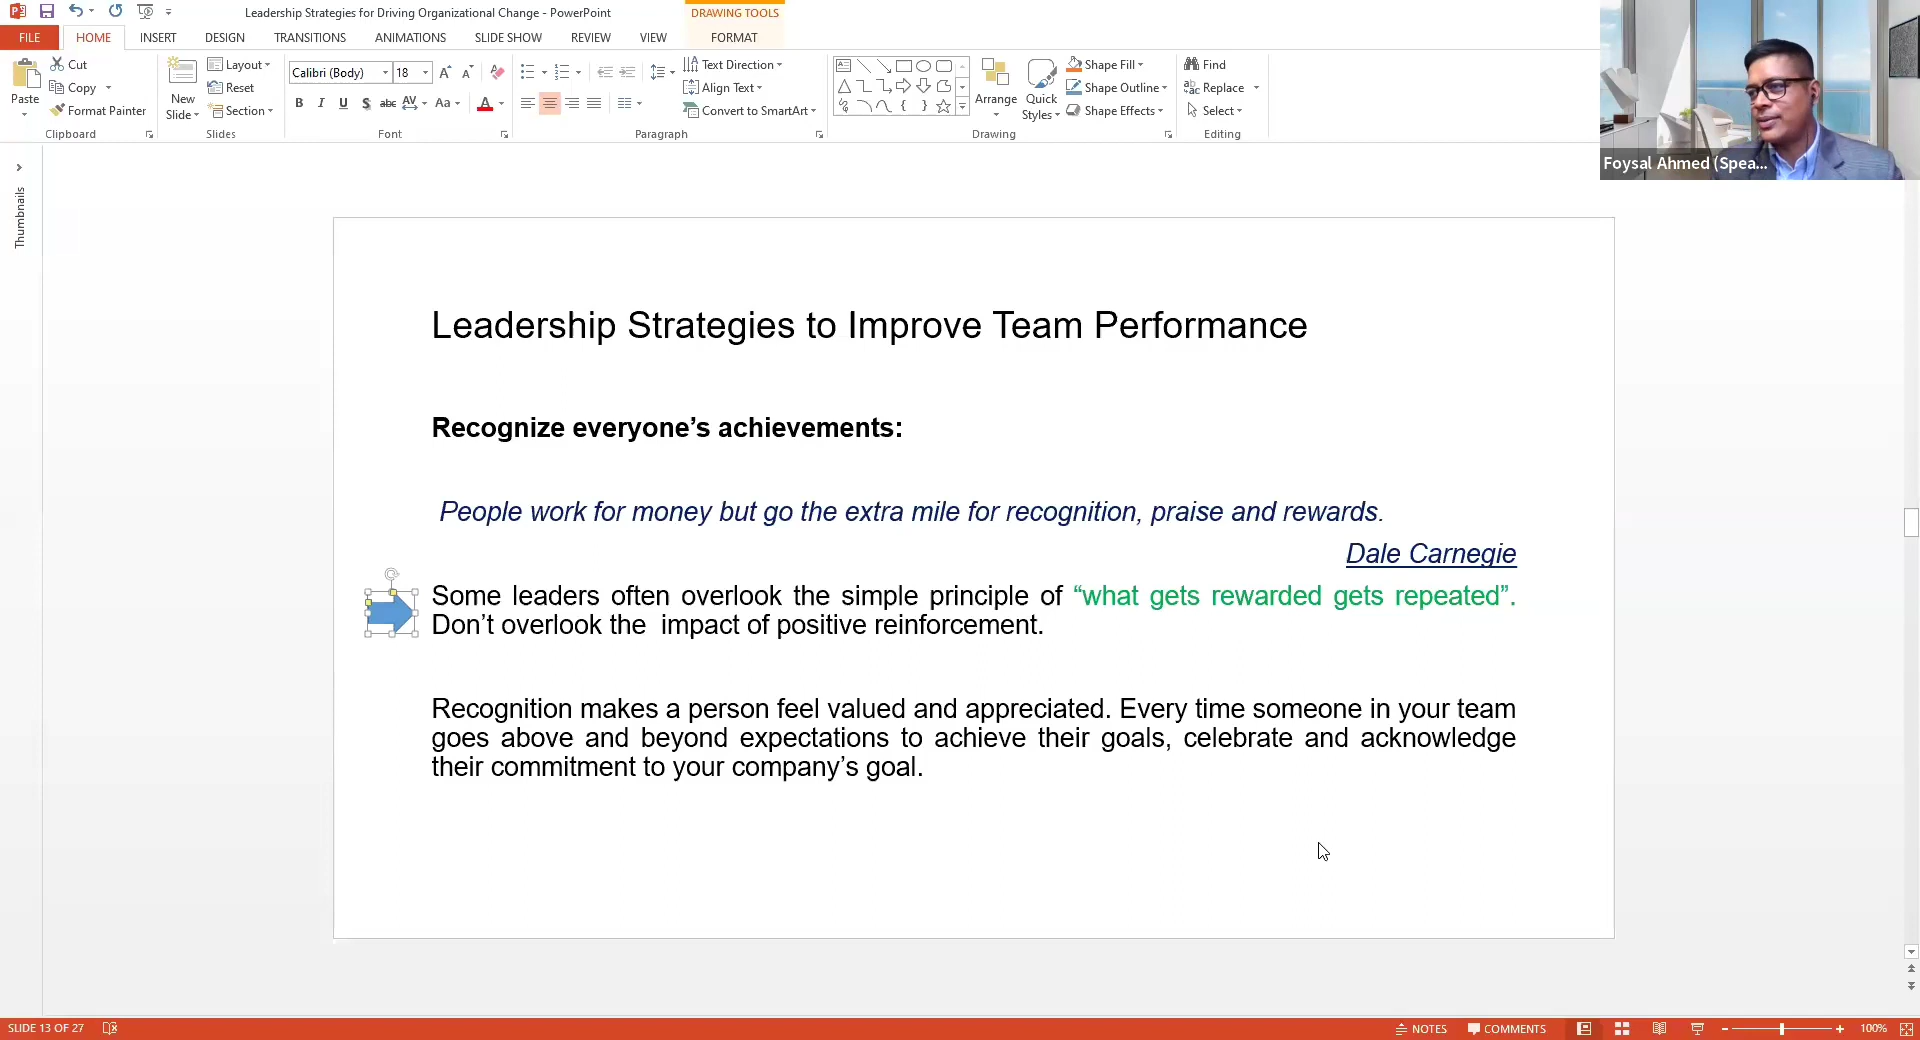 Leadership Strategies for Driving Organizational Change - PowerPoint
DRAWING TOOLS
FILE
HOME
INSERT
DESIGN
TRANSITIONS
ANIMATIONS
SLIDE SHOW
REVIEW
VIEW
FORMAT
Paste
Cut
Copy
Format Painter
Clipboard
New
Slide
Layout
Reset
Section
Slides
Calibri (Body)
18
B I U S abc AV Aa A
Font
Text Direction
Align Text
Convert to SmartArt
Paragraph
Arrange
Quick
Styles
Shape Fill
Shape Outline
Shape Effects
Drawing
Find
Replace
Select
Editing
Foysal Ahmed (Spea...
Thumbnails
Leadership Strategies to Improve Team Performance
Recognize everyone’s achievements:
People work for money but go the extra mile for recognition, praise and rewards.
Dale Carnegie
Some leaders often overlook the simple principle of “what gets rewarded gets repeated”.
Don’t overlook the impact of positive reinforcement.
Recognition makes a person feel valued and appreciated. Every time someone in your team
goes above and beyond expectations to achieve their goals, celebrate and acknowledge
their commitment to your company’s goal.
SLIDE 13 OF 27
NOTES
COMMENTS
100%